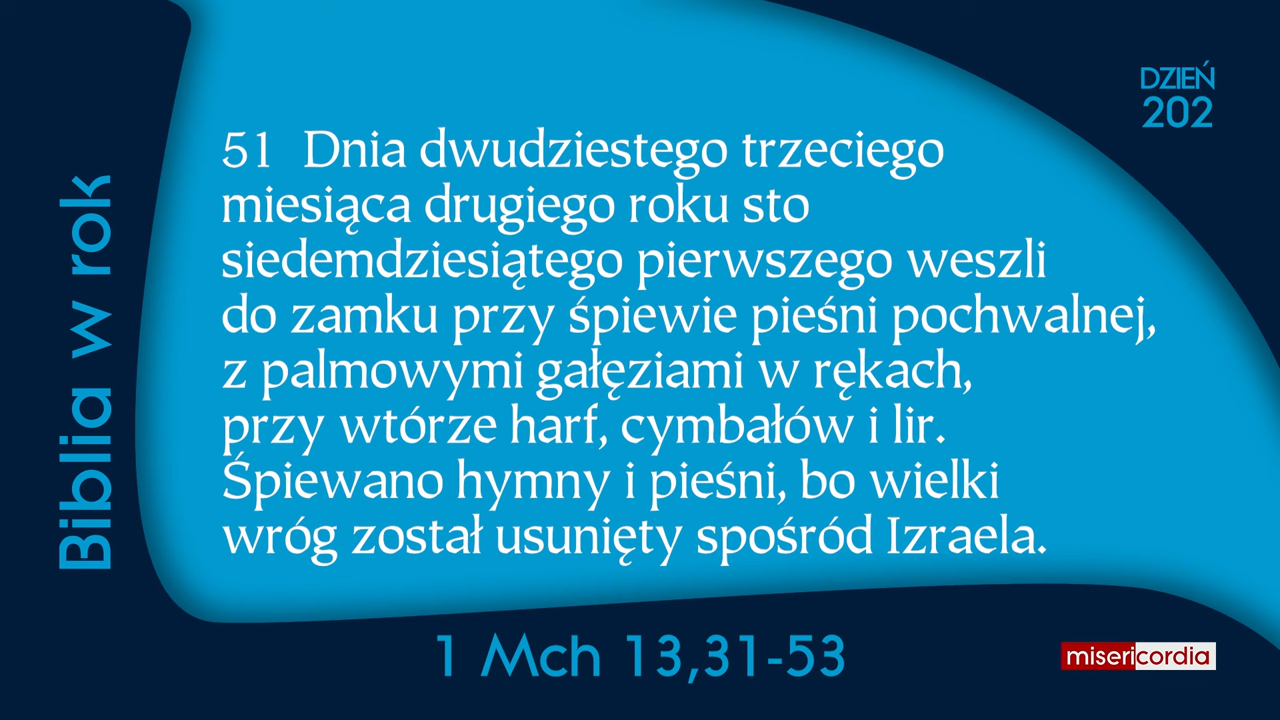 DZIEŃ
202
Biblia w rok
51 Dnia dwudziestego trzeciego
miesiąca drugiego roku sto
siedemdziesiątego pierwszego weszli
do zamku przy śpiewie pieśni pochwalnej,
z palmowymi gałęziami w rękach,
przy wtórze harf, cymbałów i lir.
Śpiewano hymny i pieśni, bo wielki
wróg został usunięty spośród Izraela.
1 Mch 13,31-53
misericordia